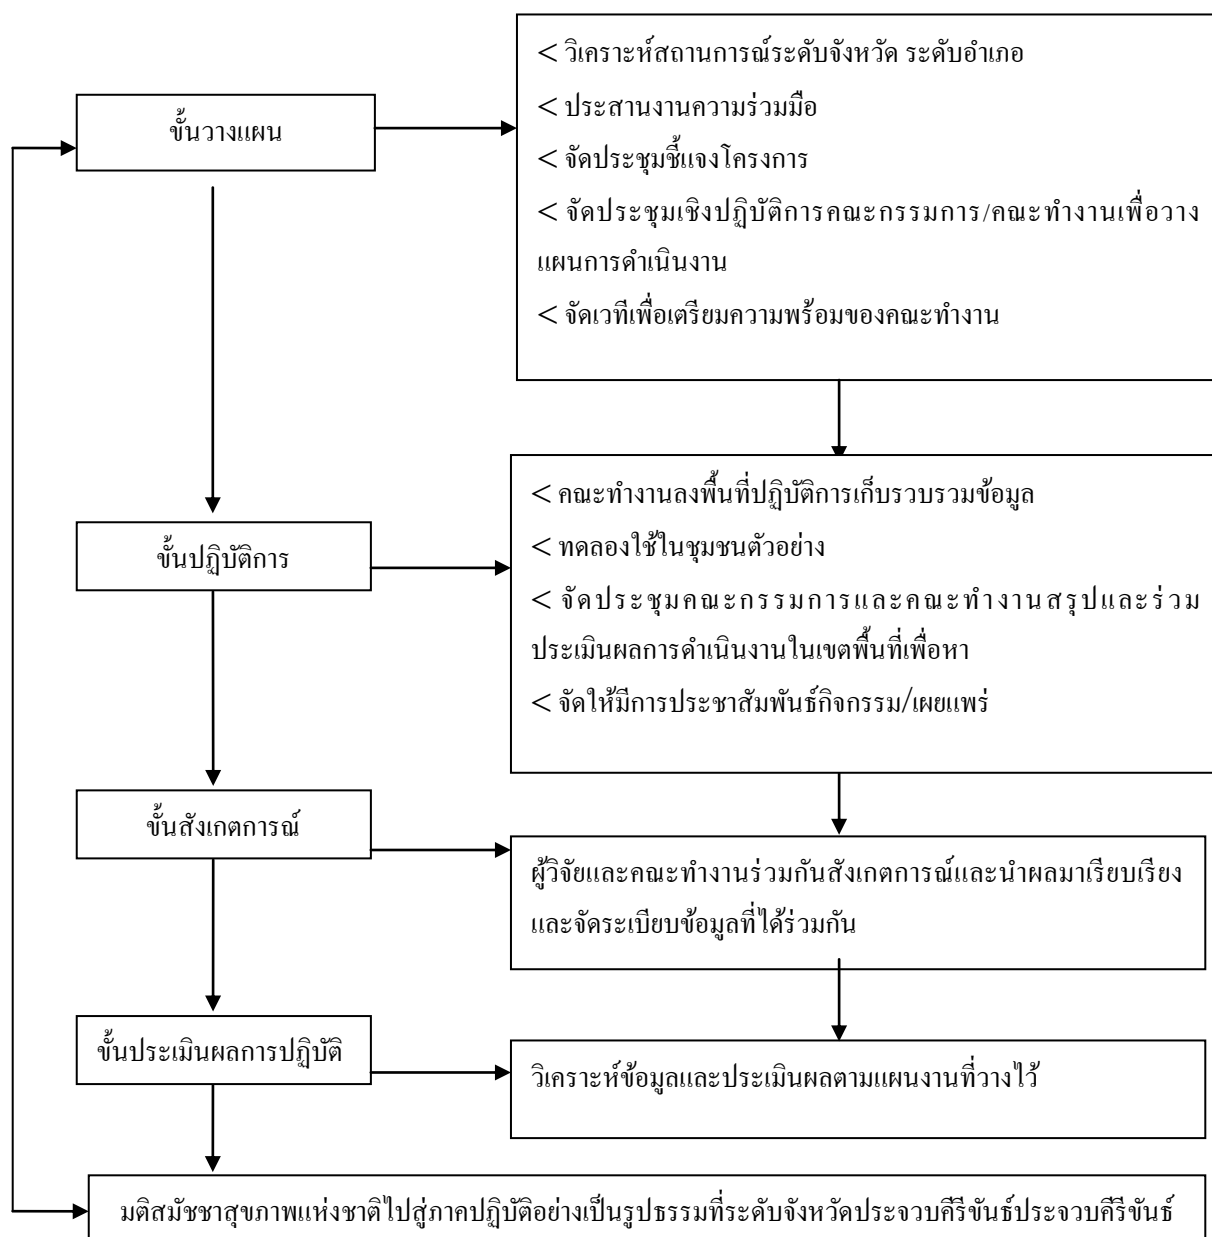 ขั้นวางแผน
< วิเคราะห์สถานการณ์ระดับจังหวัด ระดับอำเภอ
< ประสานงานความร่วมมือ
< จัดประชุมชี้แจงโครงการ
< จัดประชุมเชิงปฏิบัติการคณะกรรมการ/คณะทำงานเพื่อวาง
แผนการดำเนินงาน
< จัดเวทีเพื่อเตรียมความพร้อมของคณะทำงาน
ขั้นปฏิบัติการ
< คณะทำงานลงพื้นที่ปฏิบัติการเก็บรวบรวมข้อมูล
< ทดลองใช้ในชุมชนตัวอย่าง
< จัดประชุมคณะกรรมการและคณะทำงานสรุปและร่วม
ประเมินผลการดำเนินงานในเขตพื้นที่เพื่อหา
< จัดให้มีการประชาสัมพันธ์กิจกรรม/เผยแพร่
ขั้นสังเกตการณ์
ผู้วิจัยและคณะทำงานร่วมกันสังเกตการณ์และนำผลมาเรียบเรียง
และจัดระเบียบข้อมูลที่ได้ร่วมกัน
ขั้นประเมินผลการปฏิบัติ
วิเคราะห์ข้อมูลและประเมินผลตามแผนงานที่วางไว้
มติสมัชชาสุขภาพแห่งชาติไปสู่ภาคปฏิบัติอย่างเป็นรูปธรรมที่ระดับจังหวัดประจวบคีรีขันธ์ประจวบคีรีขันธ์